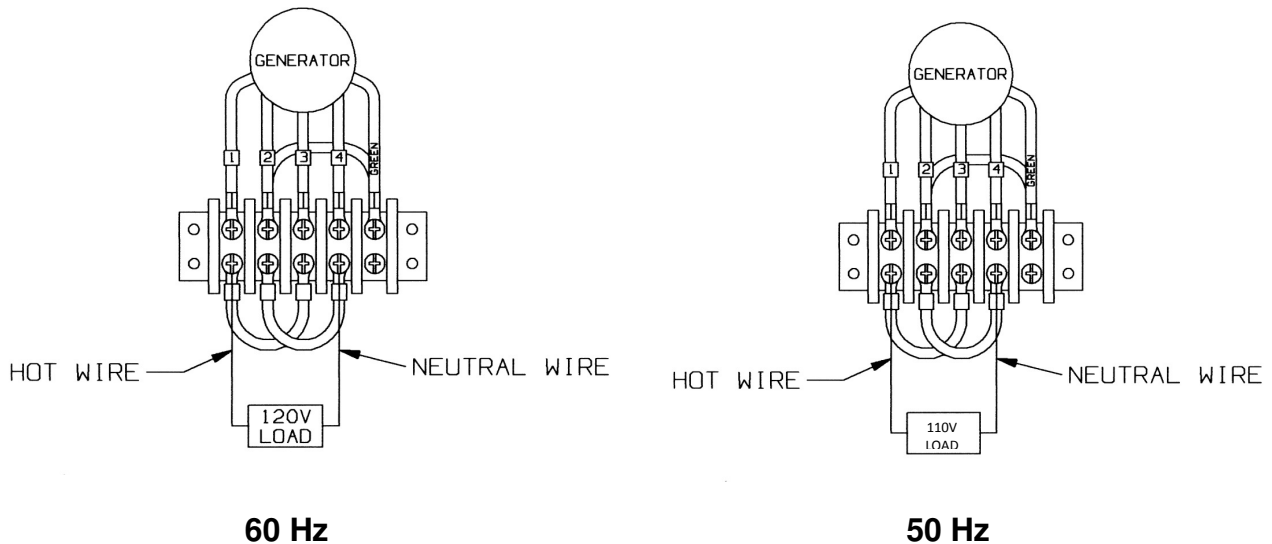 GENERATOR
1
2
3
4
GREEN
HOT WIRE
NEUTRAL WIRE
120V
LOAD
60 Hz
GENERATOR
1
2
3
4
GREEN
HOT WIRE
NEUTRAL WIRE
110V
LOAD
50 Hz